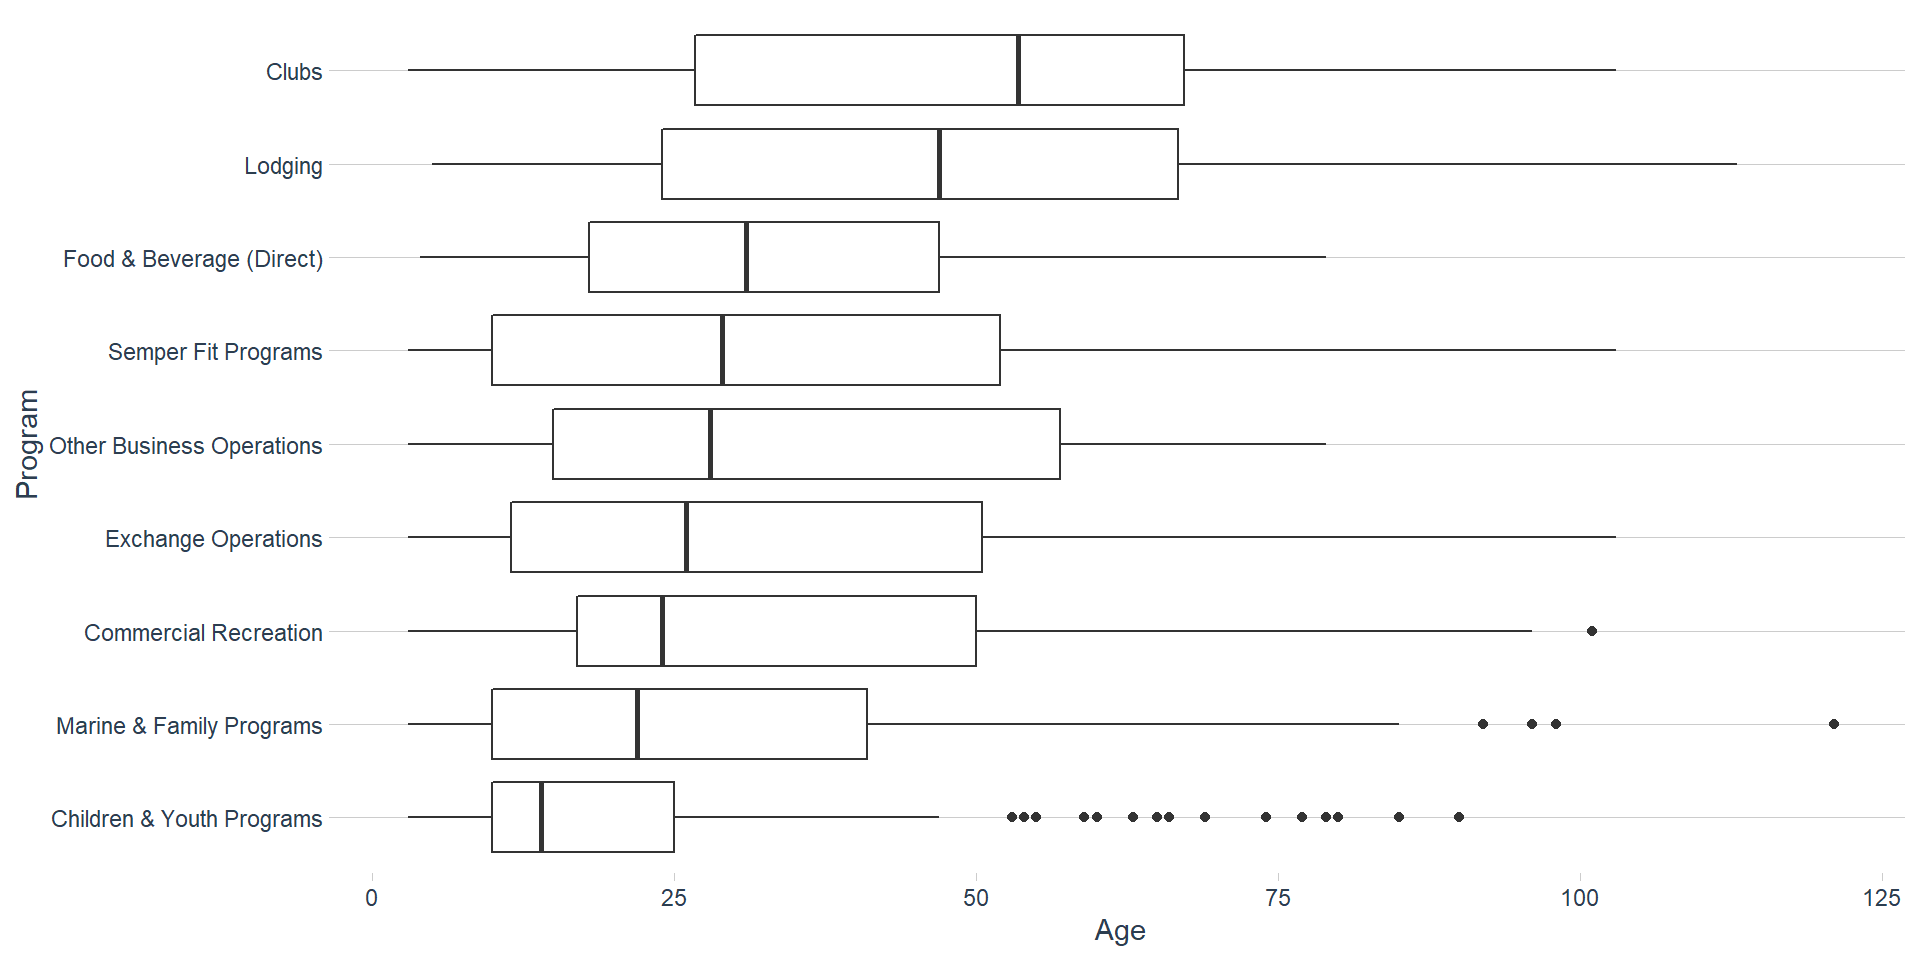 Clubs
Lodging
Food & Beverage (Direct)
Semper Fit Programs
Other Business Operations
Exchange Operations
Commercial Recreation
Marine & Family Programs
Children & Youth Programs
Program
0 25 50 75 100 125
Age